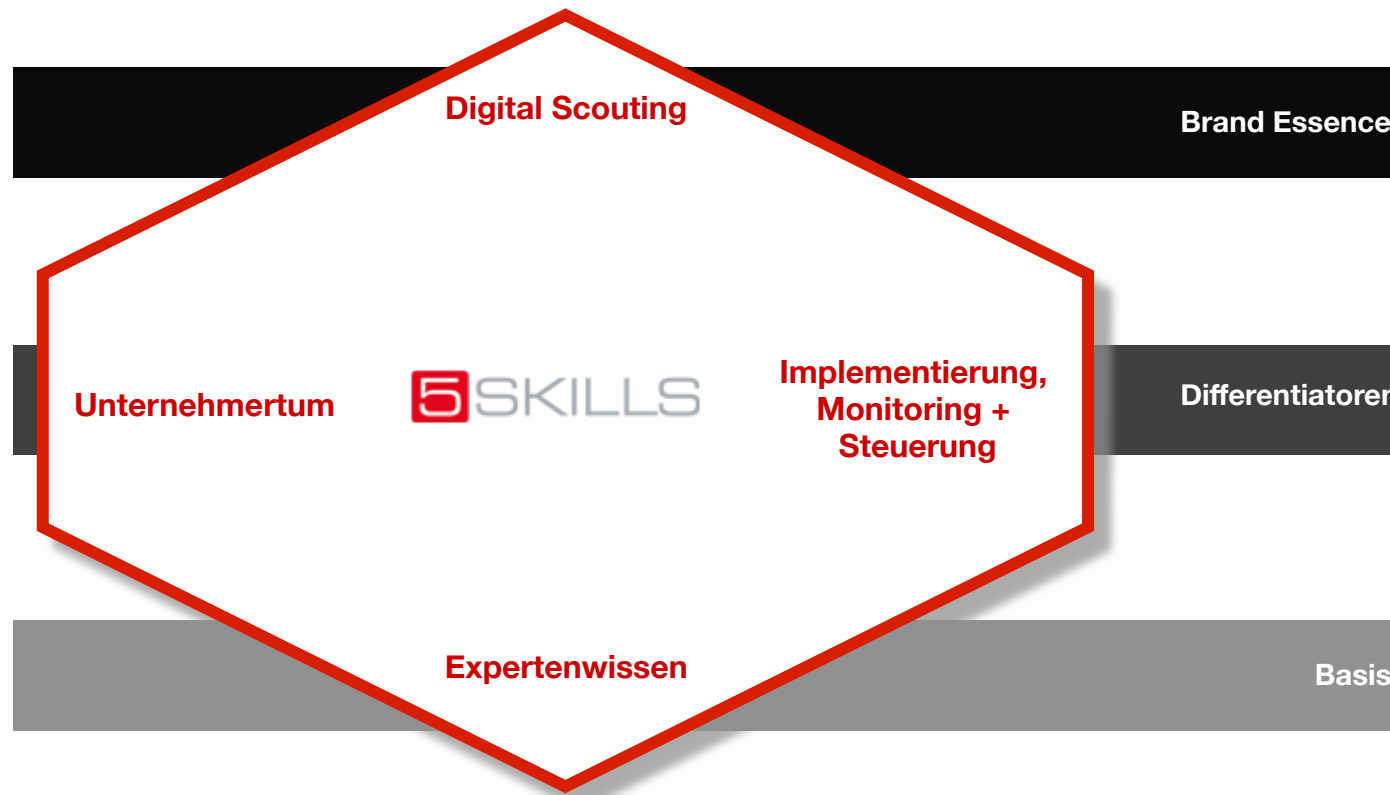 Digital Scouting
Brand Essence
Unternehmertum
5SKILLS
Implementierung,
Monitoring +
Steuerung
Differentiatoren
Expertenwissen
Basis